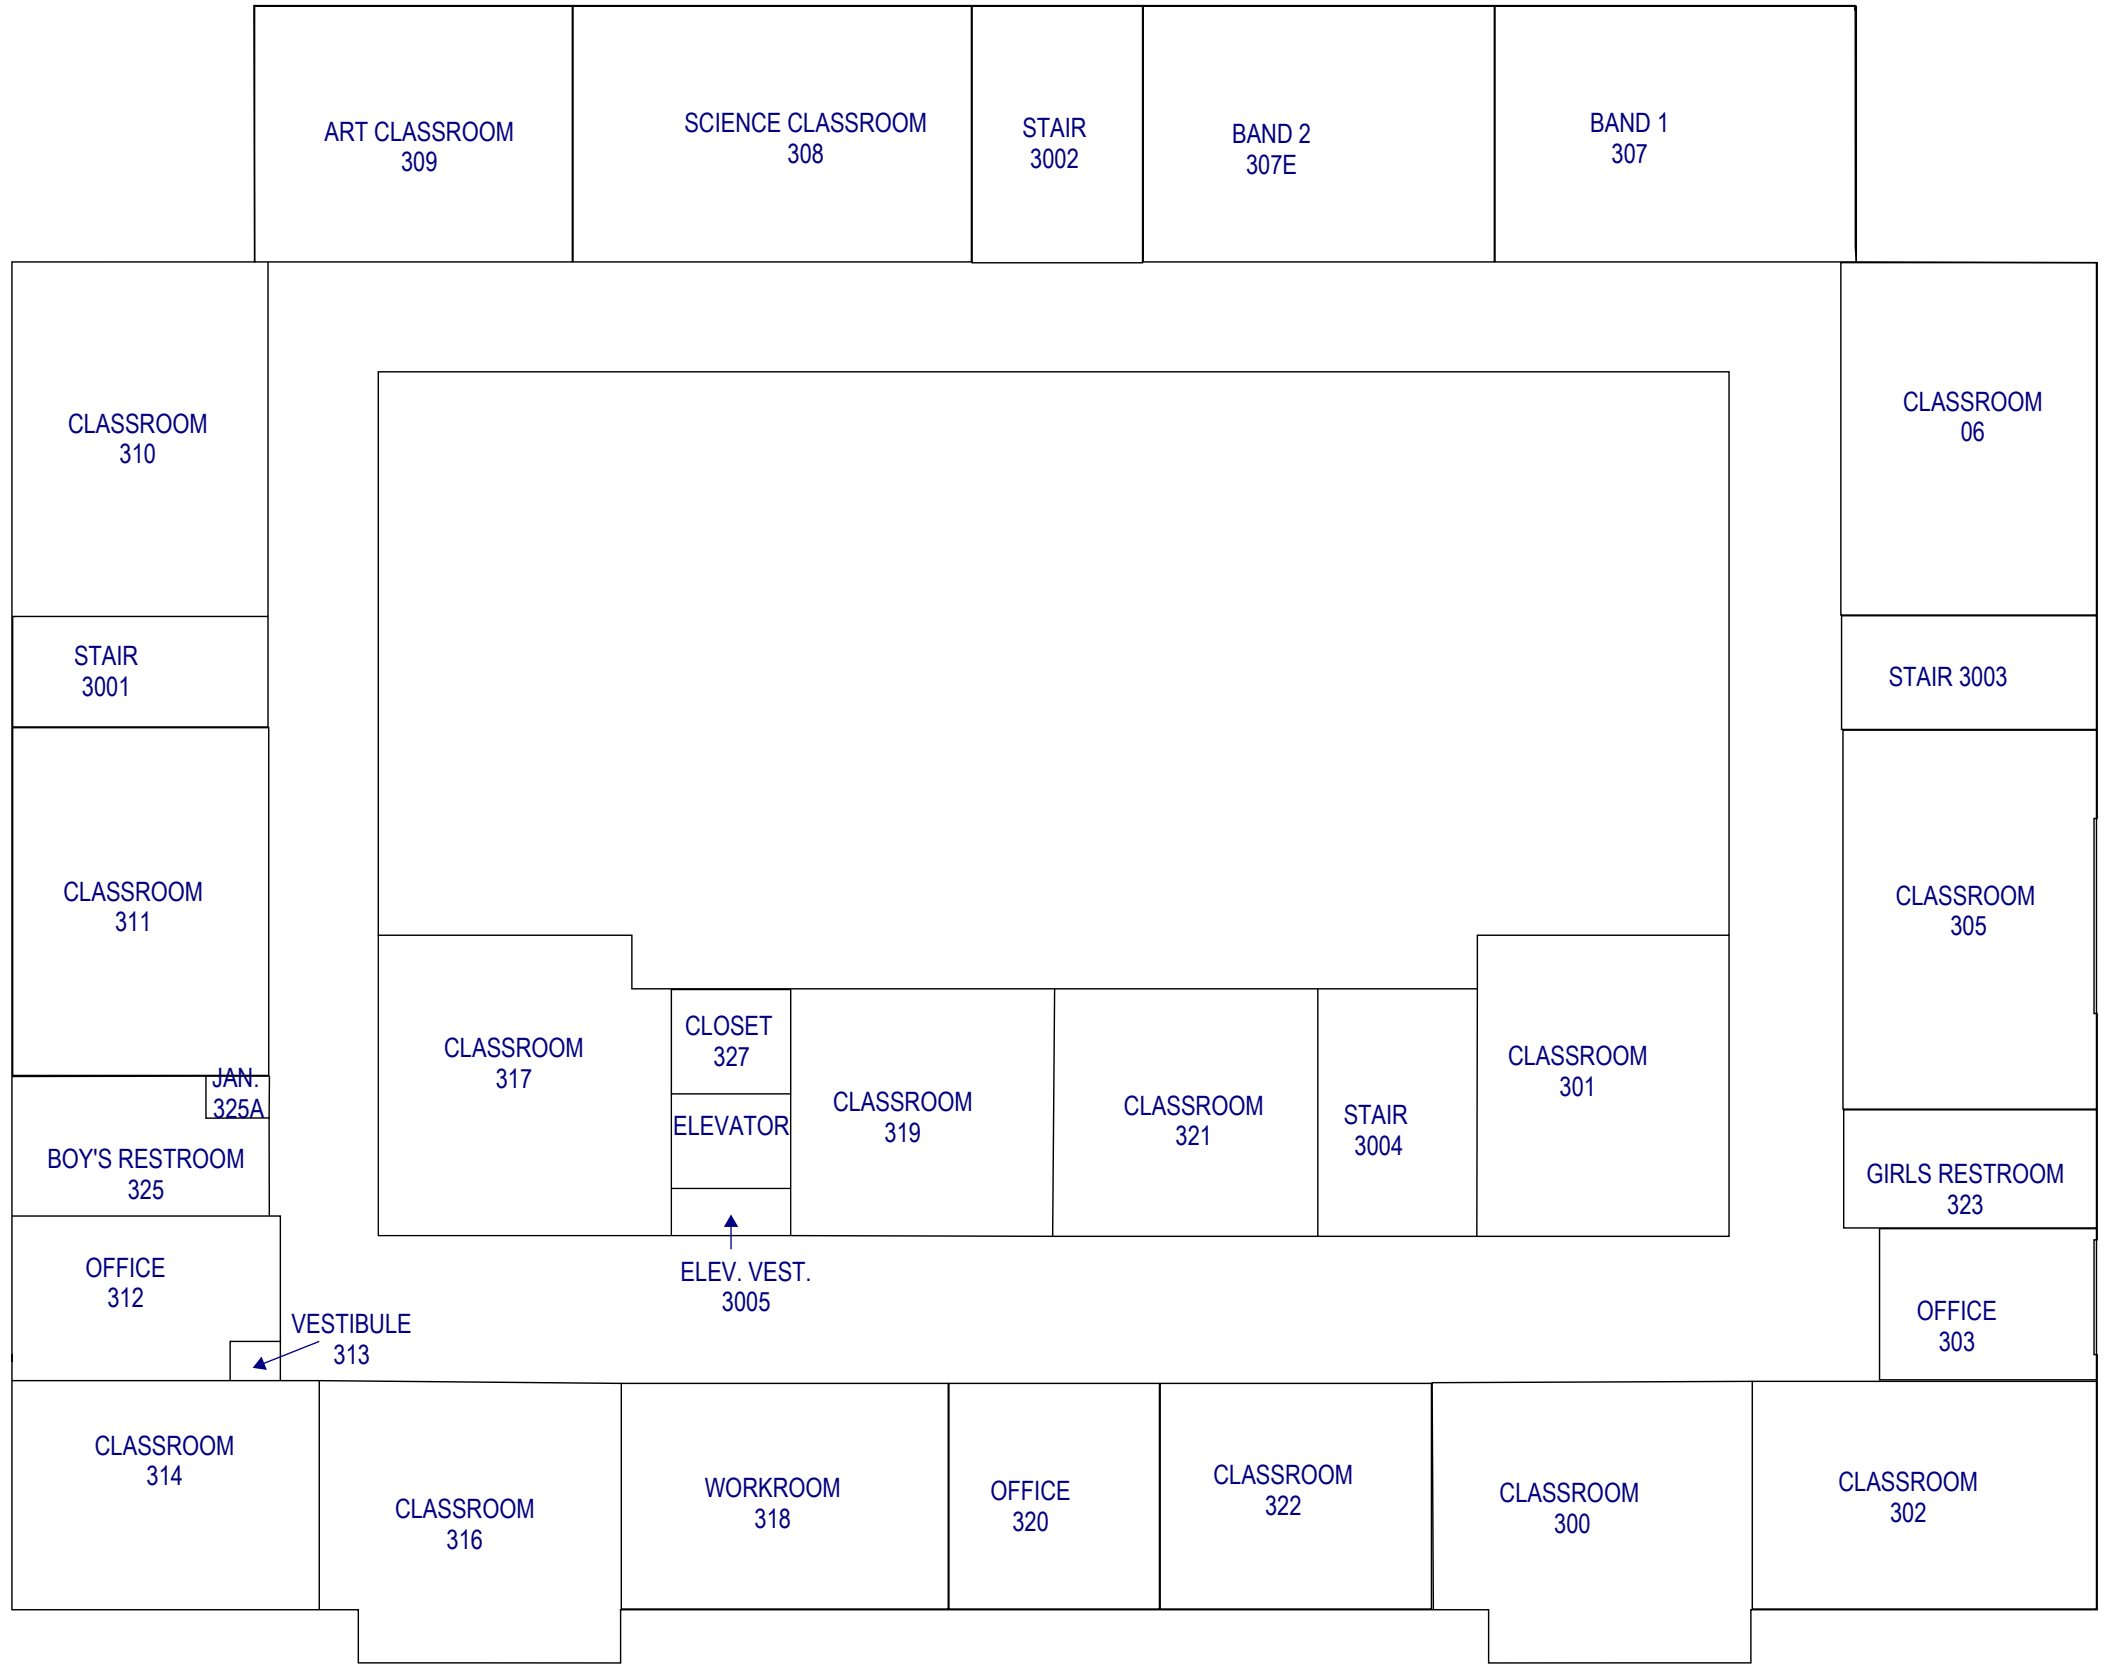 ART CLASSROOM
309
SCIENCE CLASSROOM
308
STAIR
3002
BAND 2
307E
BAND 1
307
CLASSROOM
310
CLASSROOM
06
STAIR
3001
STAIR 3003
CLASSROOM
311
CLASSROOM
305
JAN.
325A
BOY'S RESTROOM
325
CLASSROOM
317
CLOSET
327
ELEVATOR
CLASSROOM
319
CLASSROOM
321
STAIR
3004
CLASSROOM
301
GIRLS RESTROOM
323
OFFICE
312
VESTIBULE
313
ELEV. VEST.
3005
OFFICE
303
CLASSROOM
314
CLASSROOM
316
WORKROOM
318
OFFICE
320
CLASSROOM
322
CLASSROOM
300
CLASSROOM
302